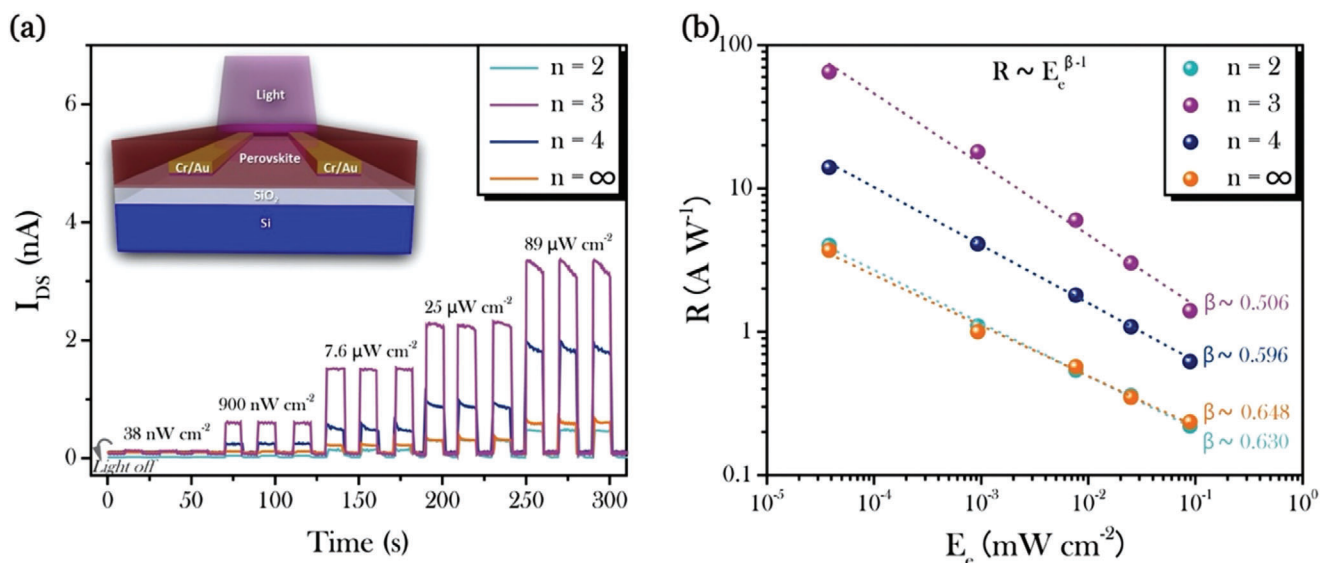 (a)
n = 2
n = 3
n = 4
n = ∞
Light
Perovskite
Cr/Au
Cr/Au
SiO₂
Si
6
4
2
0
I_DS (nA)
38 nW cm⁻²
900 nW cm⁻²
7.6 µW cm⁻²
25 µW cm⁻²
89 µW cm⁻²
Light off
0 50 100 150 200 250 300
Time (s)
(b)
R ~ E_e^β-1
n = 2
n = 3
n = 4
n = ∞
100
10
1
0.1
R (A W⁻¹)
β~ 0.506
β~ 0.596
β~ 0.648
β~ 0.630
10⁻⁵ 10⁻⁴ 10⁻³ 10⁻² 10⁻¹ 10⁰
E_e (mW cm⁻²)